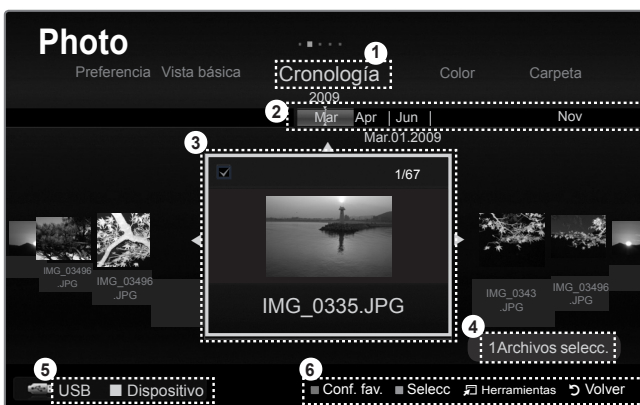 Photo
1
Preferencia Vista básica Cronología Color Carpeta
2009
2 Mar Apr Jun Nov
Mar.01.2009
3
1/67
IMG_03496
.JPG
IMG_03496
.JPG
IMG_0335.JPG
IMG_0343
.JPG
IMG_03496
.JPG
4
1Archivos selecc.
5 6
USB Dispositivo Conf. fav. Selecc Herramientas Volver